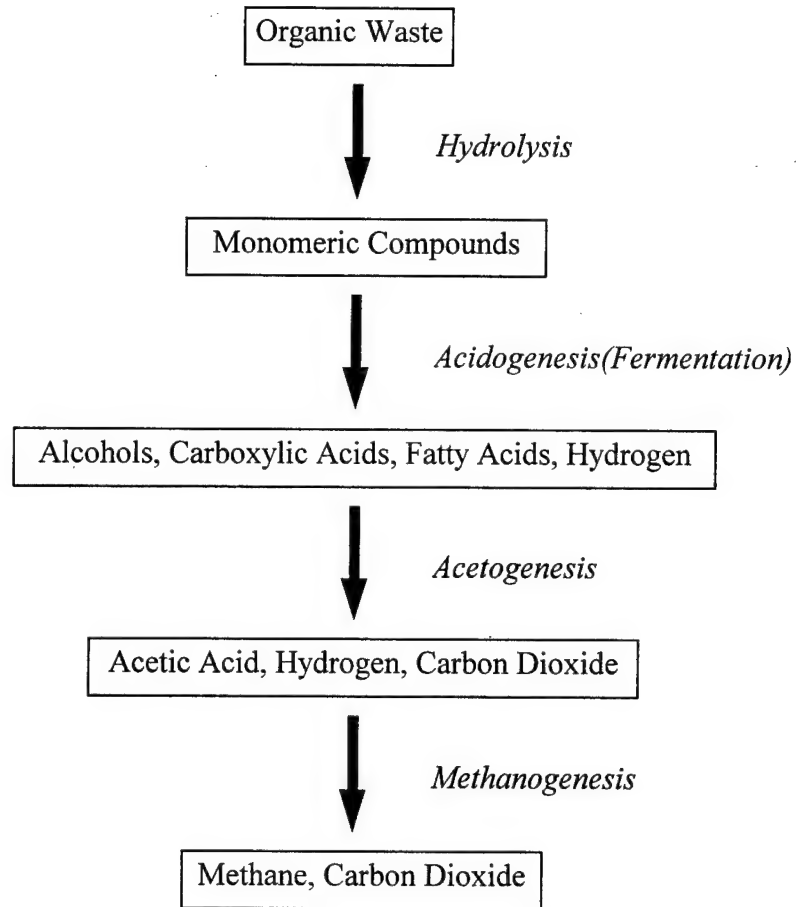 Organic Waste
Hydrolysis
Monomeric Compounds
Acidogenesis(Fermentation)
Alcohols, Carboxylic Acids, Fatty Acids, Hydrogen
Acetogenesis
Acetic Acid, Hydrogen, Carbon Dioxide
Methanogenesis
Methane, Carbon Dioxide